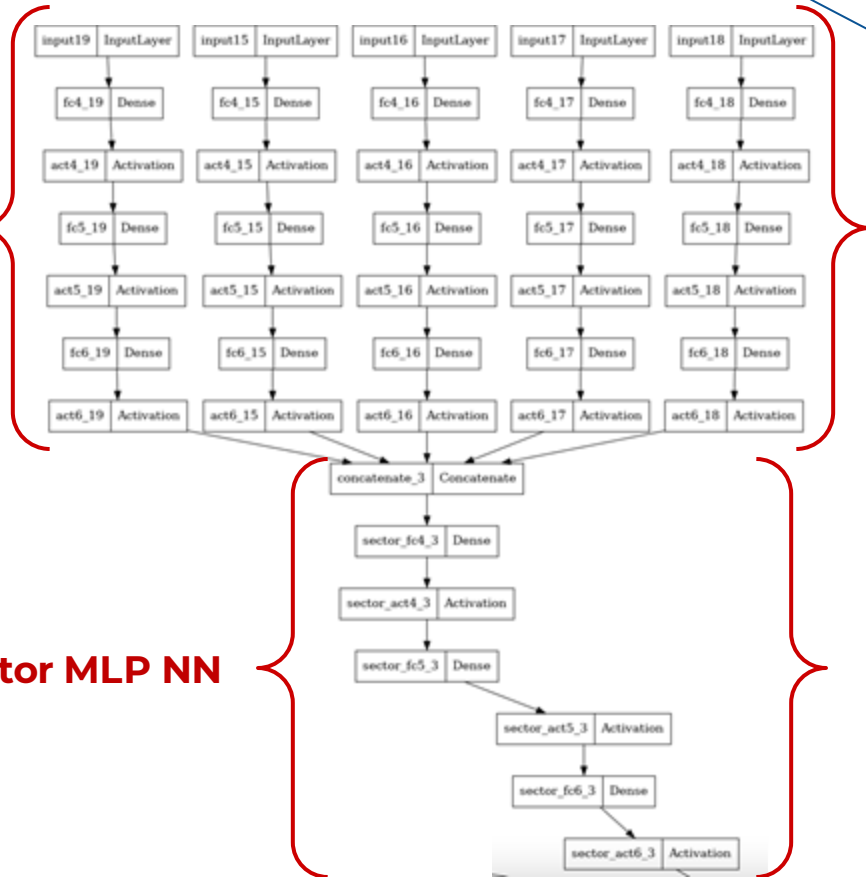 input19 InputLayer input15 InputLayer input16 InputLayer input17 InputLayer input18 InputLayer
fc4_19 Dense fc4_15 Dense fc4_16 Dense fc4_17 Dense fc4_18 Dense
act4_19 Activation act4_15 Activation act4_16 Activation act4_17 Activation act4_18 Activation
fc5_19 Dense fc5_15 Dense fc5_16 Dense fc5_17 Dense fc5_18 Dense
act5_19 Activation act5_15 Activation act5_16 Activation act5_17 Activation act5_18 Activation
fc6_19 Dense fc6_15 Dense fc6_16 Dense fc6_17 Dense fc6_18 Dense
act6_19 Activation act6_15 Activation act6_16 Activation act6_17 Activation act6_18 Activation
concatenate_3 Concatenate
sector_fc4_3 Dense
sector_act4_3 Activation
tor MLP NN
sector_fc5_3 Dense
sector_act5_3 Activation
sector_fc6_3 Dense
sector_act6_3 Activation